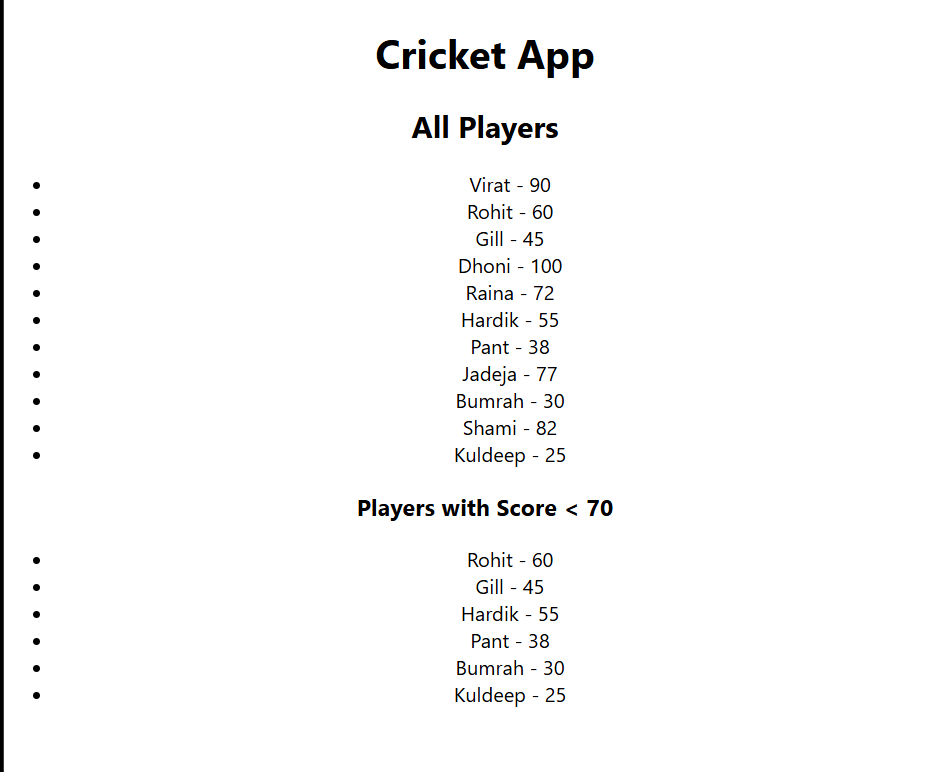 Cricket App
All Players
Virat - 90
Rohit - 60
Gill - 45
Dhoni - 100
Raina - 72
Hardik - 55
Pant - 38
Jadeja - 77
Bumrah - 30
Shami - 82
Kuldeep - 25
Players with Score < 70
Rohit - 60
Gill - 45
Hardik - 55
Pant - 38
Bumrah - 30
Kuldeep - 25